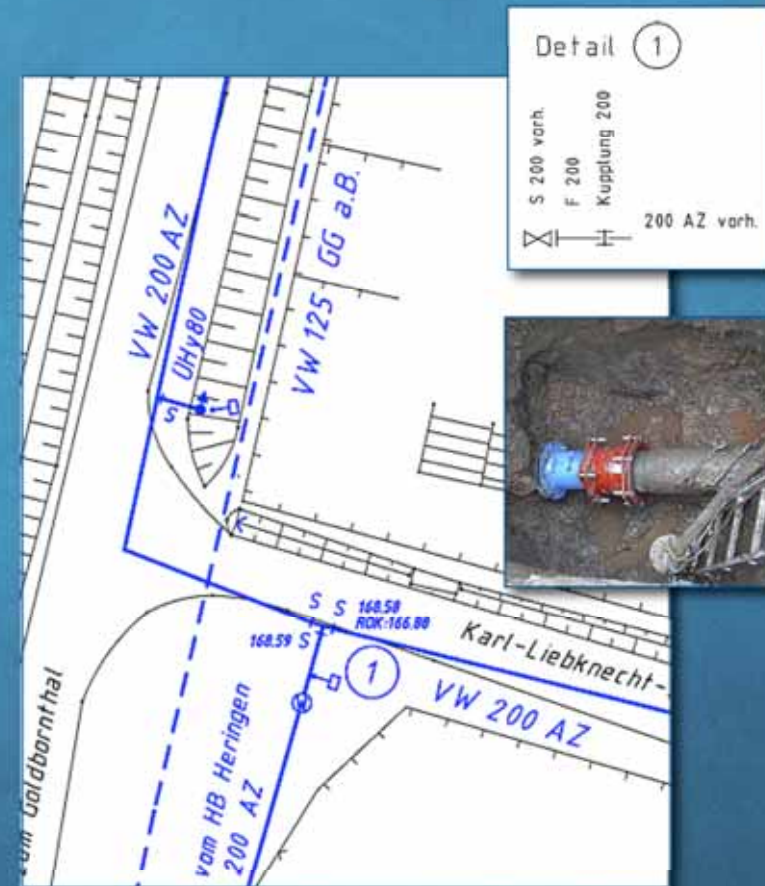 Detail 1
S 200 vorh.
F 200
Kupplung 200
200 AZ vorh.
VW 200 AZ
UHy80
S
VW 125 GG a.B.
K
S S 168.58
ROK:166.88
168.59 S
1
Karl-Liebknecht-
VW 200 AZ
vom HB Heringen
200 AZ
zum Goldbornthal